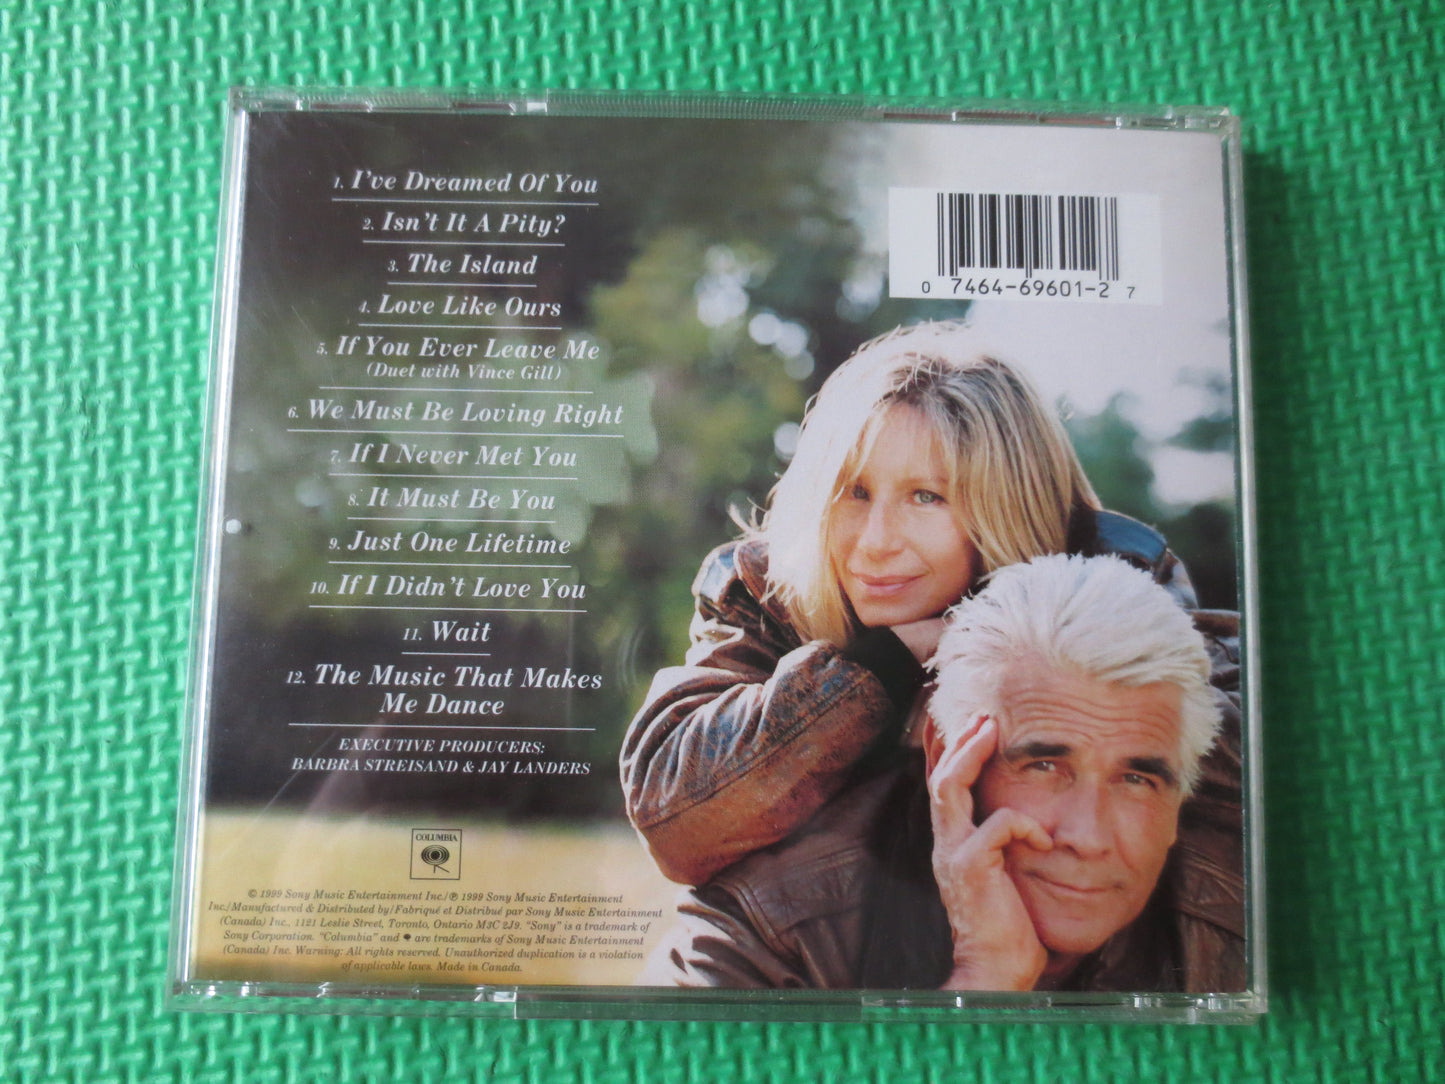 1. I've Dreamed Of You
2. Isn't It A Pity?
3. The Island
4. Love Like Ours
5. If You Ever Leave Me
(Duet with Vince Gill)
6. We Must Be Loving Right
7. If I Never Met You
8. It Must Be You
9. Just One Lifetime
10. If I Didn't Love You
11. Wait
12. The Music That Makes
Me Dance
EXECUTIVE PRODUCERS:
BARBRA STREISAND & JAY LANDERS
COLUMBIA
© 1999 Sony Music Entertainment Inc./℗ 1999 Sony Music Entertainment
Inc./Manufactured & Distributed by/Fabriqué et Distribué par Sony Music Entertainment
(Canada) Inc., 1121 Leslie Street, Toronto, Ontario M3C 2J9. "Sony" is a trademark of
Sony Corporation. "Columbia" and are trademarks of Sony Music Entertainment
(Canada) Inc. Warning: All rights reserved. Unauthorized duplication is a violation
of applicable laws. Made in Canada.
0 7464-69601-2 7